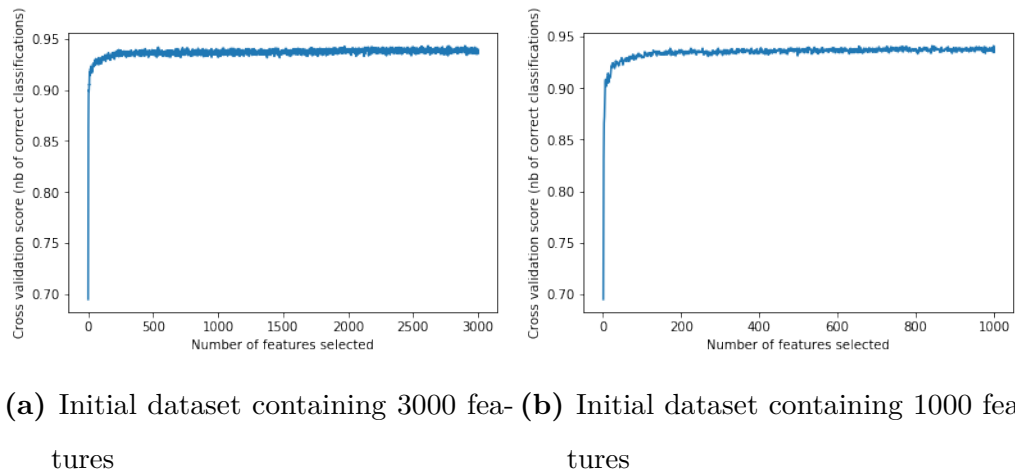 Cross validation score (nb of correct classifications)
0.95
0.90
0.85
0.80
0.75
0.70
0 500 1000 1500 2000 2500 3000
Number of features selected
Cross validation score (nb of correct classifications)
0.95
0.90
0.85
0.80
0.75
0.70
0 200 400 600 800 1000
Number of features selected
(a) Initial dataset containing 3000 fea-
tures
(b) Initial dataset containing 1000 fea
tures